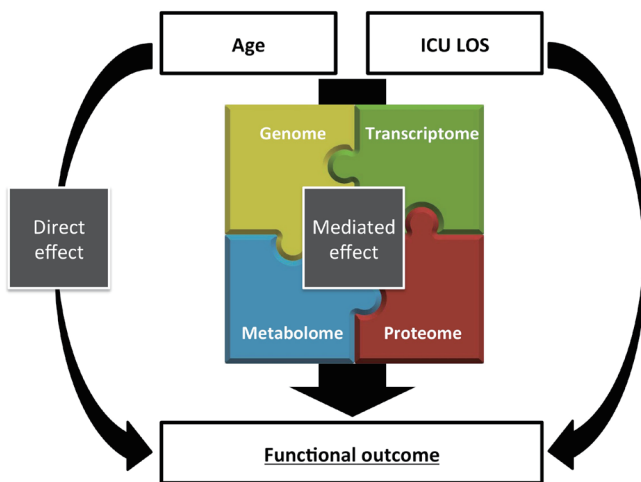 Age
ICU LOS
Genome
Transcriptome
Direct
effect
Mediated
effect
Metabolome
Proteome
Functional outcome